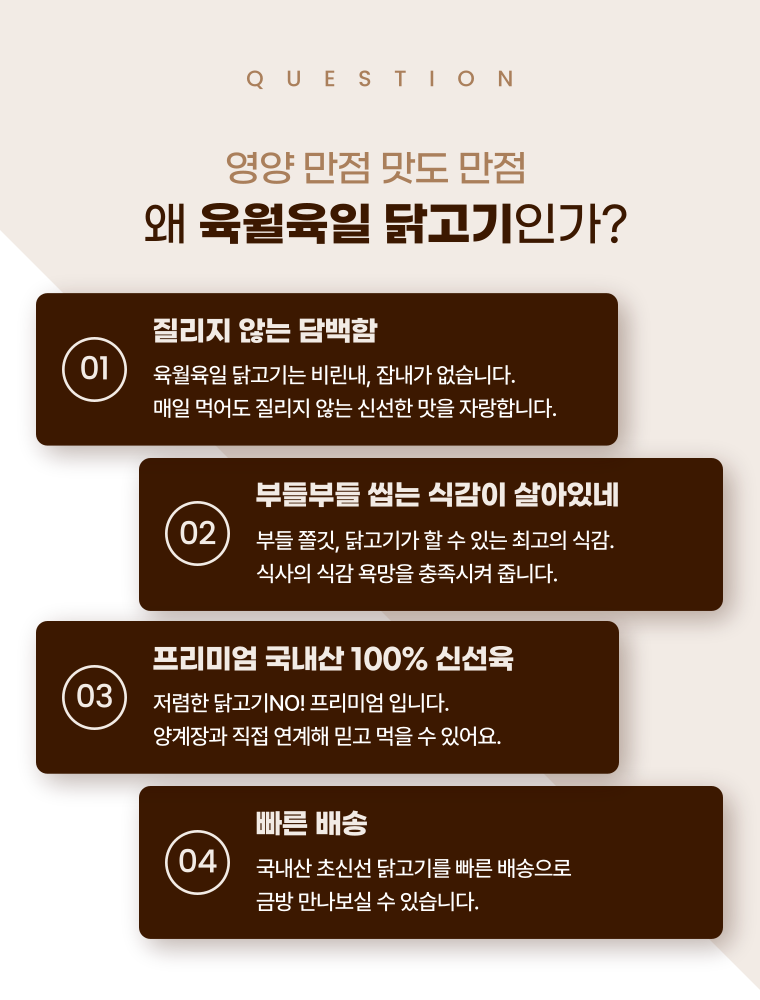 QUESTION
영양 만점 맛도 만점
왜 육월육일 닭고기인가?
01
질리지 않는 담백함
육월육일 닭고기는 비린내, 잡내가 없습니다.
매일 먹어도 질리지 않는 신선한 맛을 자랑합니다.
02
부들부들 씹는 식감이 살아있네
부들 쫄깃, 닭고기가 할 수 있는 최고의 식감.
식사의 식감 욕망을 충족시켜 줍니다.
03
프리미엄 국내산 100% 신선육
저렴한 닭고기NO! 프리미엄 입니다.
양계장과 직접 연계해 믿고 먹을 수 있어요.
04
빠른 배송
국내산 초신선 닭고기를 빠른 배송으로
금방 만나보실 수 있습니다.